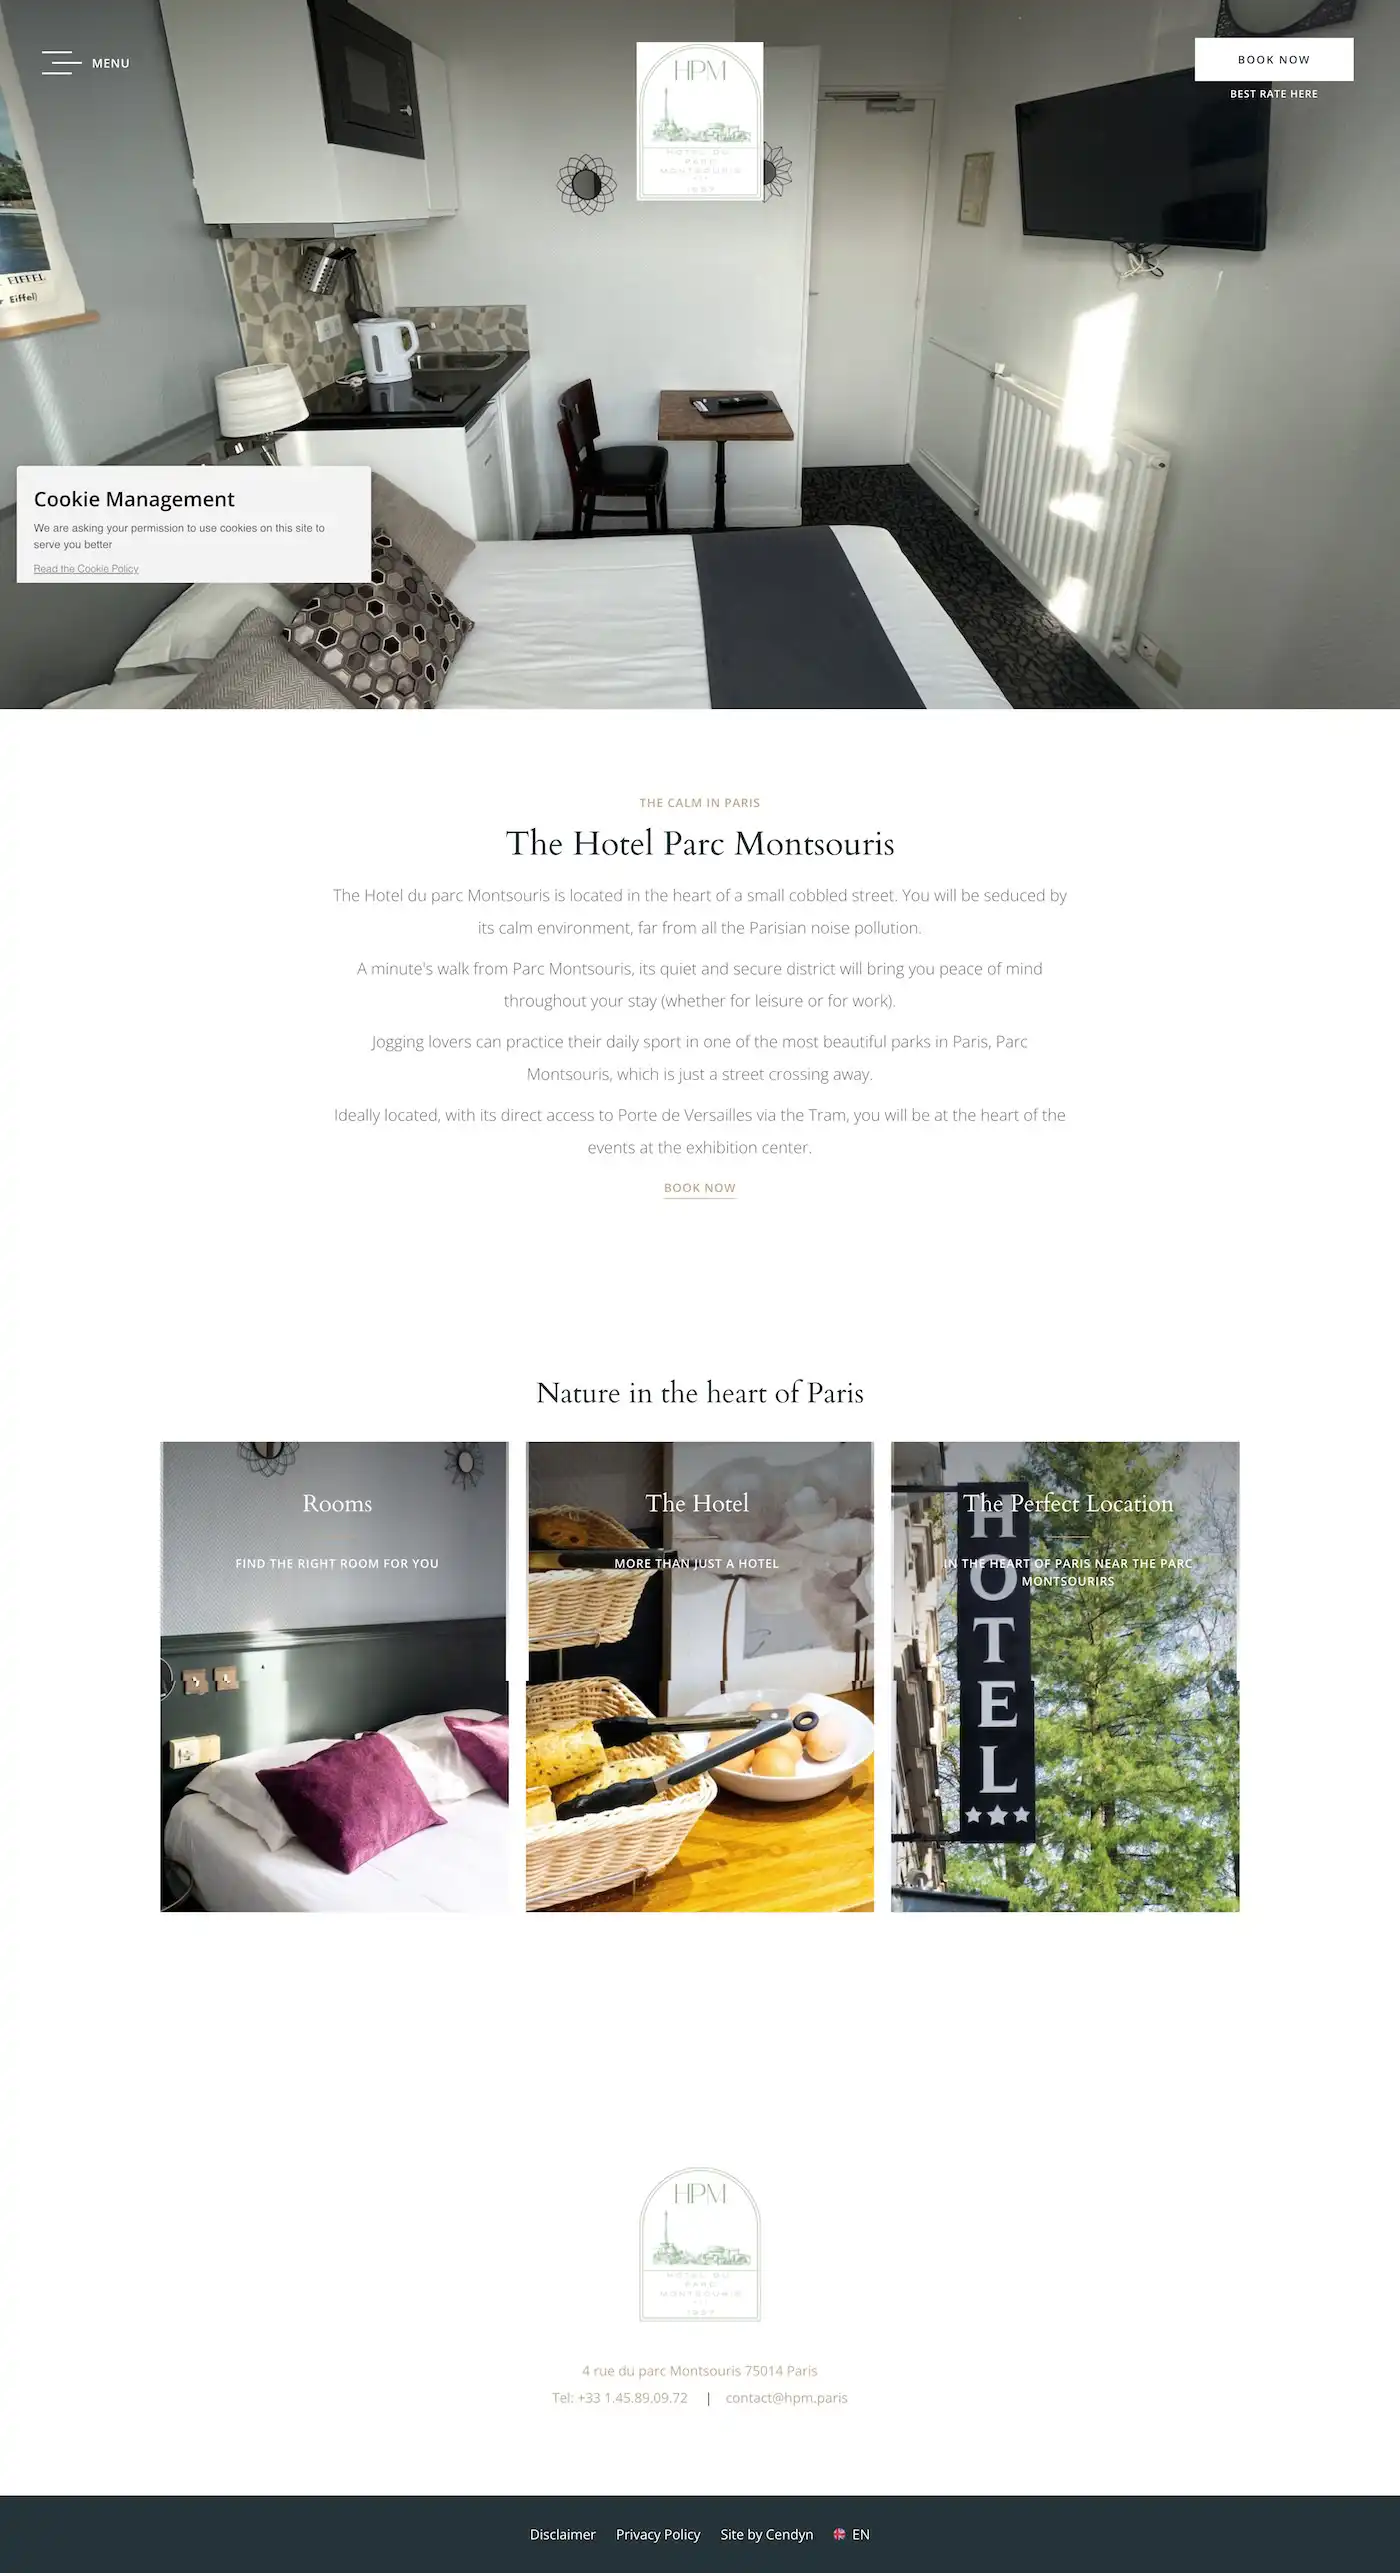 MENU
HPM
HOTEL DU
PARC
MONTSOURIS
1937
BOOK NOW
BEST RATE HERE
EIFFEL
r Eiffel)
Cookie Management
We are asking your permission to use cookies on this site to
serve you better
Read the Cookie Policy
THE CALM IN PARIS
The Hotel Parc Montsouris
The Hotel du parc Montsouris is located in the heart of a small cobbled street. You will be seduced by
its calm environment, far from all the Parisian noise pollution.
A minute's walk from Parc Montsouris, its quiet and secure district will bring you peace of mind
throughout your stay (whether for leisure or for work).
Jogging lovers can practice their daily sport in one of the most beautiful parks in Paris, Parc
Montsouris, which is just a street crossing away.
Ideally located, with its direct access to Porte de Versailles via the Tram, you will be at the heart of the
events at the exhibition center.
BOOK NOW
Nature in the heart of Paris
Rooms
FIND THE RIGHT ROOM FOR YOU
The Hotel
MORE THAN JUST A HOTEL
The Perfect Location
IN THE HEART OF PARIS NEAR THE PARC
MONTSOURIRS
HOTEL
HPM
HOTEL DU
PARC
MONTSOURIS
1937
4 rue du parc Montsouris 75014 Paris
Tel: +33 1.45.89.09.72 | contact@hpm.paris
Disclaimer Privacy Policy Site by Cendyn EN